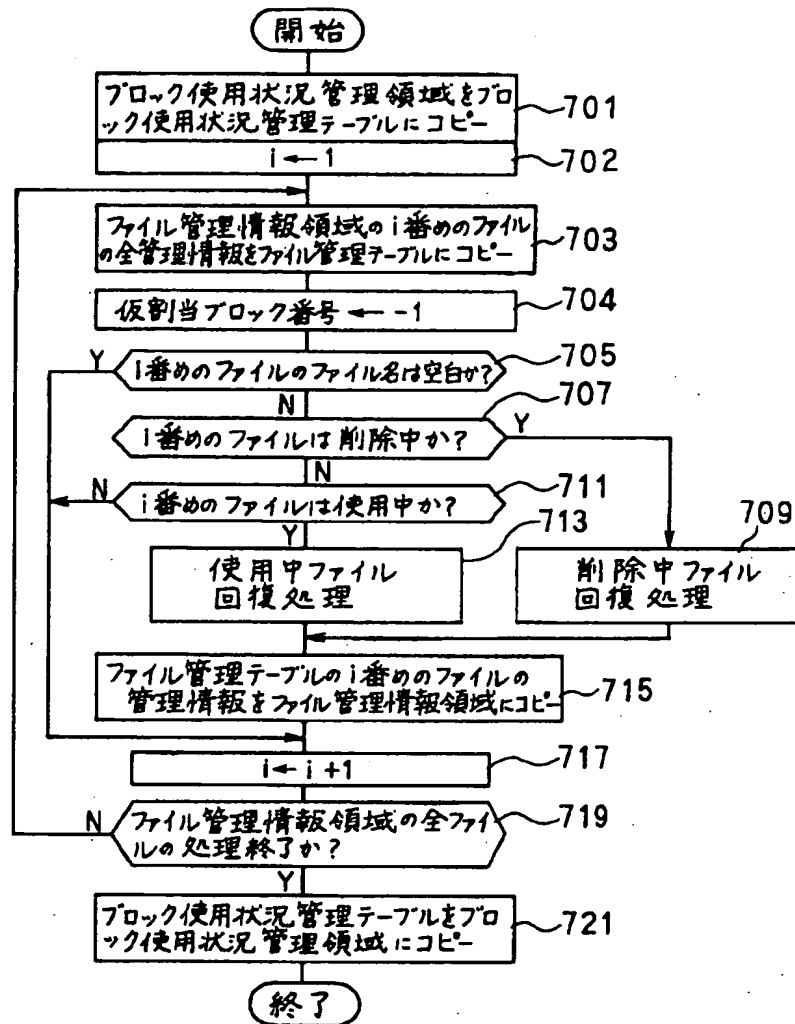 開始
ブロック使用状況管理領域をブロ
ック使用状況管理テーブルにコピー
701
i ← 1
702
ファイル管理情報領域のi番めのファイル
の全管理情報をファイル管理テーブルにコピー
703
仮割当ブロック番号 ← -1
704
i番めのファイルのファイル名は空白か?
705
Y
N
707
i番めのファイルは削除中か?
Y
N
i番めのファイルは使用中か?
711
N
Y
713
709
使用中ファイル
回復処理
削除中ファイル
回復処理
ファイル管理テーブルのi番めのファイルの
管理情報をファイル管理情報領域にコピー
715
i ← i +1
717
ファイル管理情報領域の全ファイ
ルの処理終了か?
719
N
Y
ブロック使用状況管理テーブルをブロ
ック使用状況管理領域にコピー
721
終了